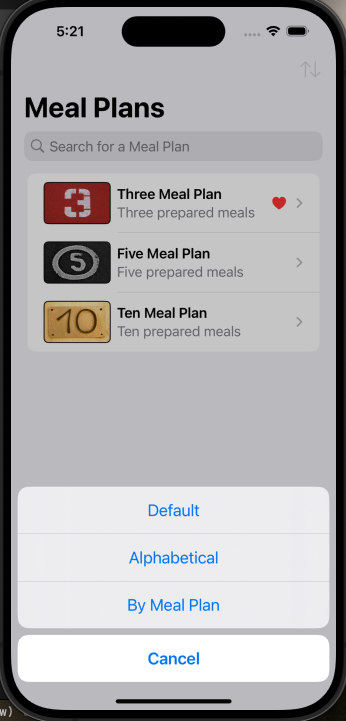 5:21
Meal Plans
Search for a Meal Plan
3
Three Meal Plan
Three prepared meals
5
Five Meal Plan
Five prepared meals
10
Ten Meal Plan
Ten prepared meals
Default
Alphabetical
By Meal Plan
Cancel
w)